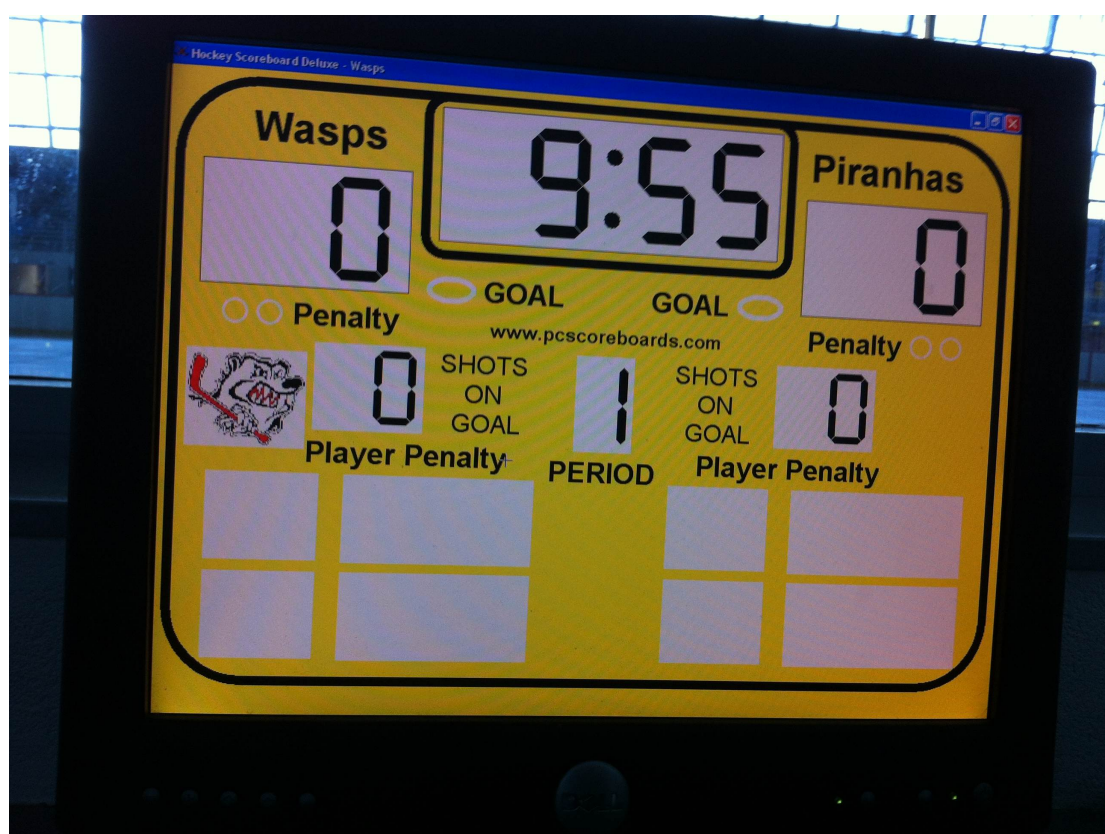 Hockey Scoreboard Deluxe - Wasps
Wasps
9:55
Piranhas
0
0
GOAL
GOAL
Penalty
www.pcscoreboards.com
Penalty
0
SHOTS
ON
GOAL
1
SHOTS
ON
GOAL
0
Player Penalty
PERIOD
Player Penalty